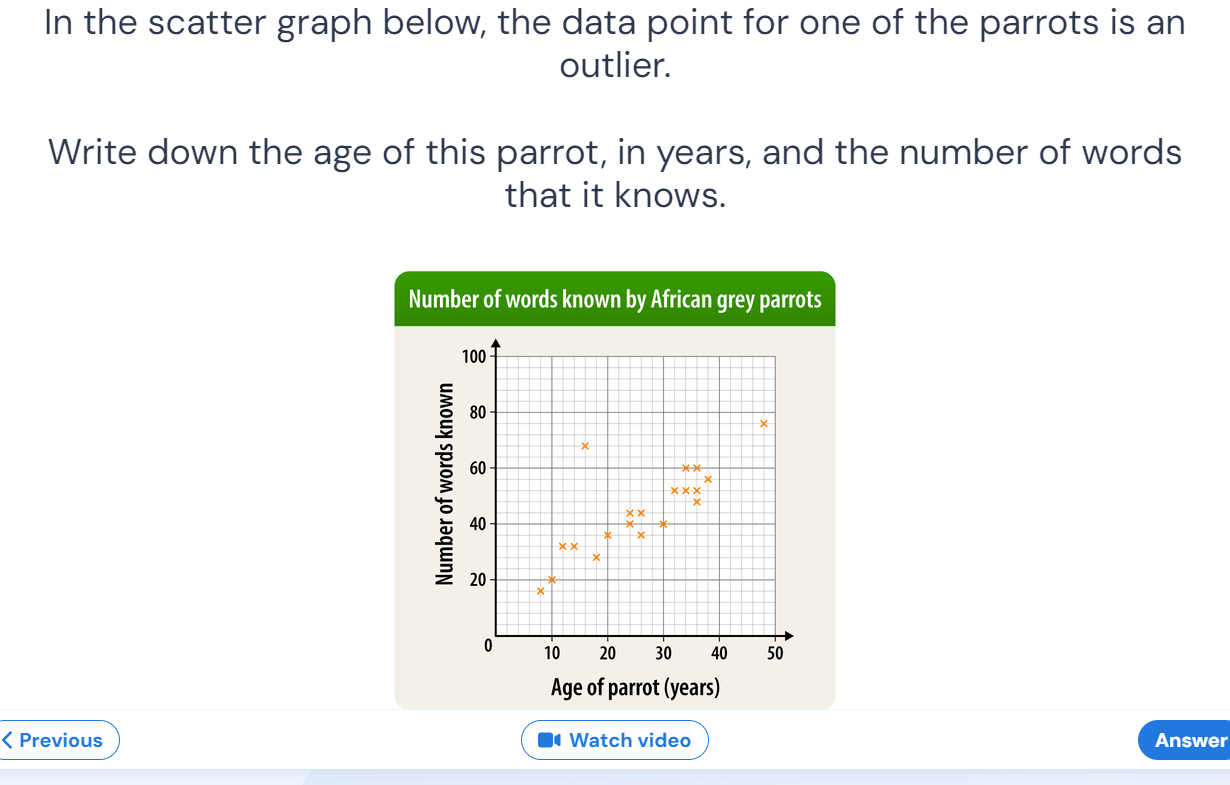 In the scatter graph below, the data point for one of the parrots is an
outlier.
Write down the age of this parrot, in years, and the number of words
that it knows.
Number of words known by African grey parrots
Number of words known
100
80
60
40
20
0
10 20 30 40 50
Age of parrot (years)
Previous
Watch video
Answer